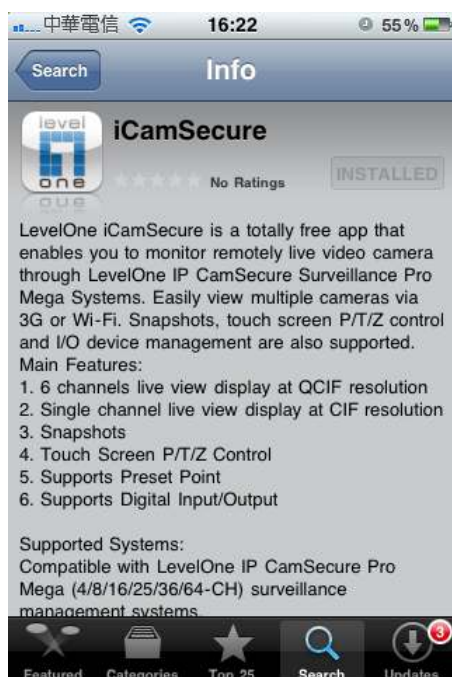 中華電信 16:22 55%
Search Info
level
one
iCamSecure
No Ratings
INSTALLED
LevelOne iCamSecure is a totally free app that
enables you to monitor remotely live video camera
through LevelOne IP CamSecure Surveillance Pro
Mega Systems. Easily view multiple cameras via
3G or Wi-Fi. Snapshots, touch screen P/T/Z control
and I/O device management are also supported.
Main Features:
1. 6 channels live view display at QCIF resolution
2. Single channel live view display at CIF resolution
3. Snapshots
4. Touch Screen P/T/Z Control
5. Supports Preset Point
6. Supports Digital Input/Output
Supported Systems:
Compatible with LevelOne IP CamSecure Pro
Mega (4/8/16/25/36/64-CH) surveillance
management systems.
3
Featured Categories Top 25 Search Updates